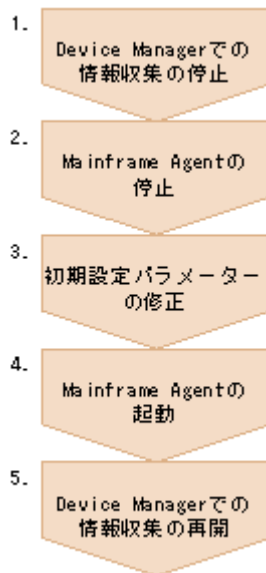 1.
Device Managerでの
情報収集の停止
2.
Mainframe Agentの
停止
3.
初期設定パラメーター
の修正
4.
Mainframe Agentの
起動
5.
Device Managerでの
情報収集の再開